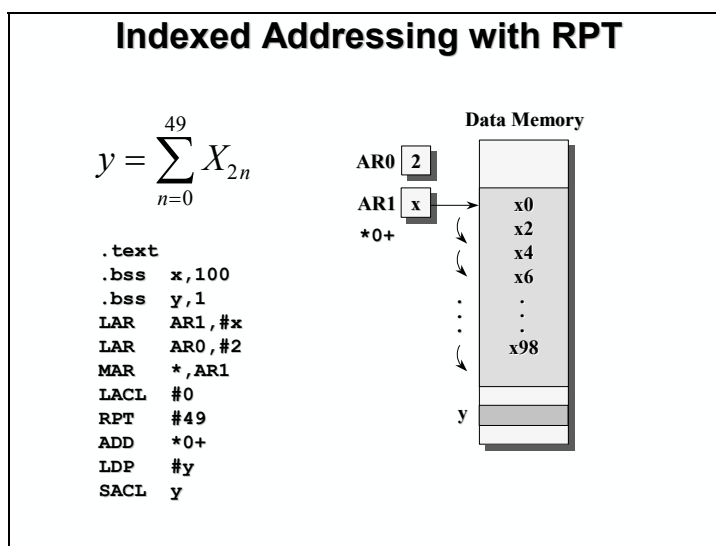 Indexed Addressing with RPT
49
y = ∑ X2n
n=0
.text
.bss x,100
.bss y,1
LAR AR1,#x
LAR AR0,#2
MAR *,AR1
LACL #0
RPT #49
ADD *0+
LDP #y
SACL y
Data Memory
AR0 2
AR1 x
*0+
x0
x2
x4
x6
. .
. .
. .
x98
y